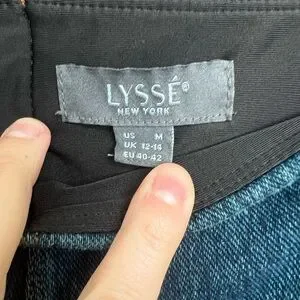 LYSSÉ®
NEW YORK
US M
UK 12-14
EU 40-42